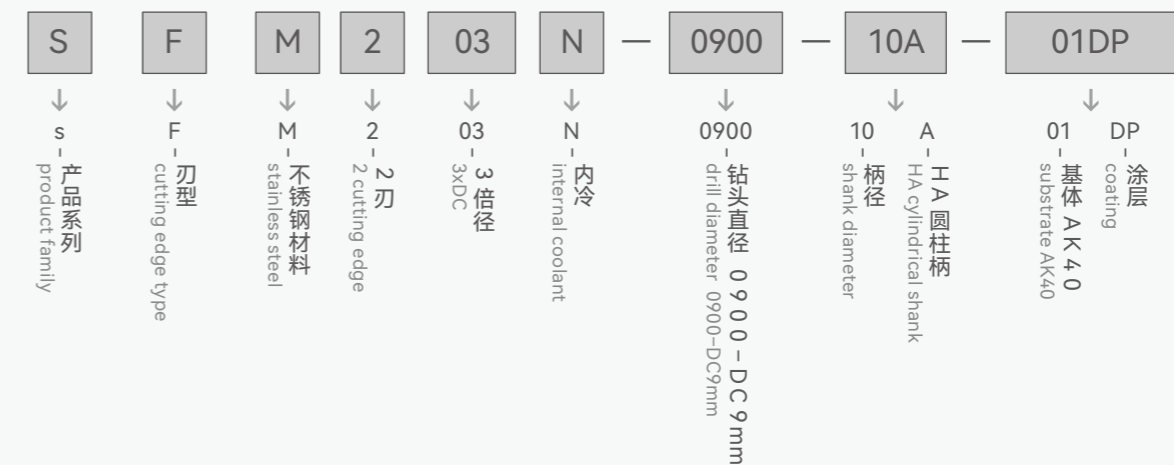 S F M 2 03 N — 0900 — 10A — 01DP
s
产品系列
product family
F
刃型
cutting edge type
M
不锈钢材料
stainless steel
2
2 刃
2 cutting edge
03
3 倍径
3xDC
N
内冷
internal coolant
0900
钻头直径 0900-DC9mm
drill diameter 0900-DC9mm
10
柄径
shank diameter
A
HA 圆柱柄
HA cylindrical shank
01
基体 AK40
substrate AK40
DP
涂层
coating